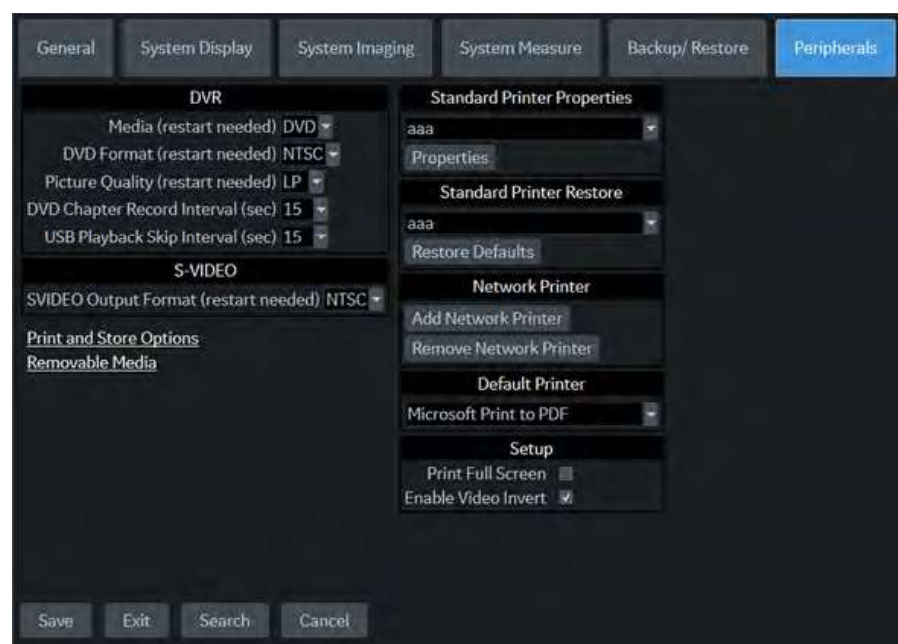 General
System Display
System Imaging
System Measure
Backup/ Restore
Peripherals
DVR
Media (restart needed) DVD
DVD Format (restart needed) NTSC
Picture Quality (restart needed) LP
DVD Chapter Record Interval (sec) 15
USB Playback Skip Interval (sec) 15
S-VIDEO
SVIDEO Output Format (restart needed) NTSC
Print and Store Options
Removable Media
Standard Printer Properties
aaa
Properties
Standard Printer Restore
aaa
Restore Defaults
Network Printer
Add Network Printer
Remove Network Printer
Default Printer
Microsoft Print to PDF
Setup
Print Full Screen
Enable Video Invert
Save
Exit
Search
Cancel